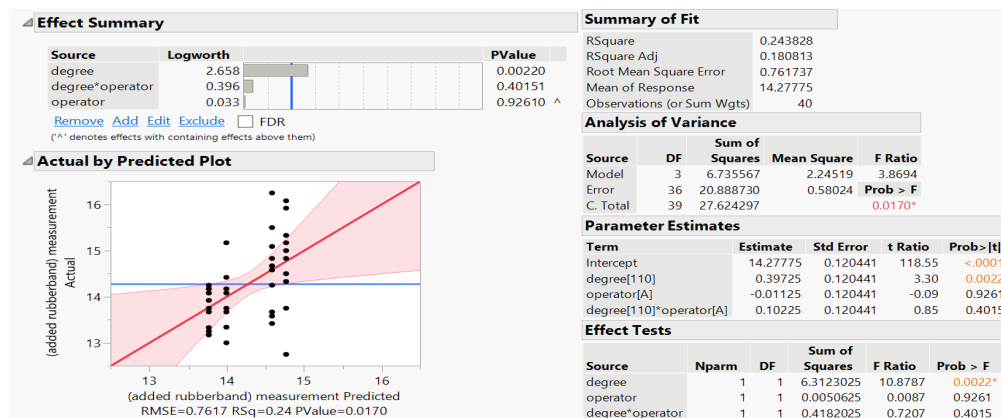 Effect Summary
Source Logworth PValue
degree 2.658 0.00220
degree*operator 0.396 0.40151
operator 0.033 0.92610 ^
Remove Add Edit Exclude FDR
('^' denotes effects with containing effects above them)
Actual by Predicted Plot
(added rubberband) measurement
Actual
16
15
14
13
13 14 15 16
(added rubberband) measurement Predicted
RMSE=0.7617 RSq=0.24 PValue=0.0170
Summary of Fit
RSquare 0.243828
RSquare Adj 0.180813
Root Mean Square Error 0.761737
Mean of Response 14.27775
Observations (or Sum Wgts) 40
Analysis of Variance
Sum of
Source DF Squares Mean Square F Ratio
Model 3 6.735567 2.24519 3.8694
Error 36 20.888730 0.58024 Prob > F
C. Total 39 27.624297 0.0170*
Parameter Estimates
Term Estimate Std Error t Ratio Prob>|t|
Intercept 14.27775 0.120441 118.55 <.0001
degree[110] 0.39725 0.120441 3.30 0.0022
operator[A] -0.01125 0.120441 -0.09 0.9261
degree[110]*operator[A] 0.10225 0.120441 0.85 0.4015
Effect Tests
Sum of
Source Nparm DF Squares F Ratio Prob > F
degree 1 1 6.3123025 10.8787 0.0022*
operator 1 1 0.0050625 0.0087 0.9261
degree*operator 1 1 0.4182025 0.7207 0.4015